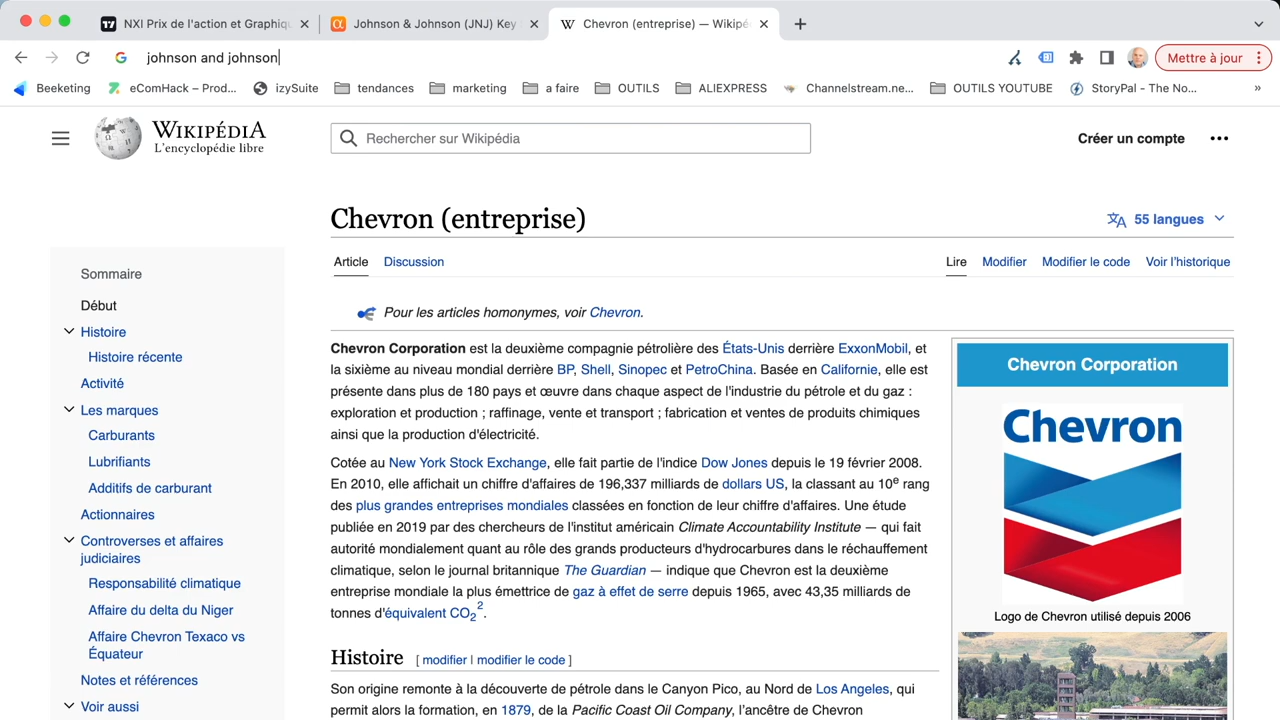 NXI Prix de l'action et Graphiqu
Johnson & Johnson (JNJ) Key
Chevron (entreprise) — Wikipé
johnson and johnson
Mettre à jour
Beeketing
eComHack – Prod...
izySuite
tendances
marketing
a faire
OUTILS
ALIEXPRESS
Channelstream.ne...
OUTILS YOUTUBE
StoryPal - The No...
»
WIKIPÉDIA
L'encyclopédie libre
Rechercher sur Wikipédia
Créer un compte
Chevron (entreprise)
55 langues
Article Discussion
Lire Modifier Modifier le code Voir l'historique
Sommaire
Début
Histoire
Histoire récente
Activité
Les marques
Carburants
Lubrifiants
Additifs de carburant
Actionnaires
Controverses et affaires
judiciaires
Responsabilité climatique
Affaire du delta du Niger
Affaire Chevron Texaco vs
Équateur
Notes et références
Voir aussi
Pour les articles homonymes, voir Chevron.
Chevron Corporation est la deuxième compagnie pétrolière des États-Unis derrière ExxonMobil, et
la sixième au niveau mondial derrière BP, Shell, Sinopec et PetroChina. Basée en Californie, elle est
présente dans plus de 180 pays et œuvre dans chaque aspect de l'industrie du pétrole et du gaz :
exploration et production ; raffinage, vente et transport ; fabrication et ventes de produits chimiques
ainsi que la production d'électricité.
Cotée au New York Stock Exchange, elle fait partie de l'indice Dow Jones depuis le 19 février 2008.
En 2010, elle affichait un chiffre d'affaires de 196,337 milliards de dollars US, la classant au 10e rang
des plus grandes entreprises mondiales classées en fonction de leur chiffre d'affaires. Une étude
publiée en 2019 par des chercheurs de l'institut américain Climate Accountability Institute — qui fait
autorité mondialement quant au rôle des grands producteurs d'hydrocarbures dans le réchauffement
climatique, selon le journal britannique The Guardian — indique que Chevron est la deuxième
entreprise mondiale la plus émettrice de gaz à effet de serre depuis 1965, avec 43,35 milliards de
tonnes d'équivalent CO2 2.
Histoire [ modifier | modifier le code ]
Son origine remonte à la découverte de pétrole dans le Canyon Pico, au Nord de Los Angeles, qui
permit alors la formation, en 1879, de la Pacific Coast Oil Company, l'ancêtre de Chevron
Chevron Corporation
Chevron
Logo de Chevron utilisé depuis 2006